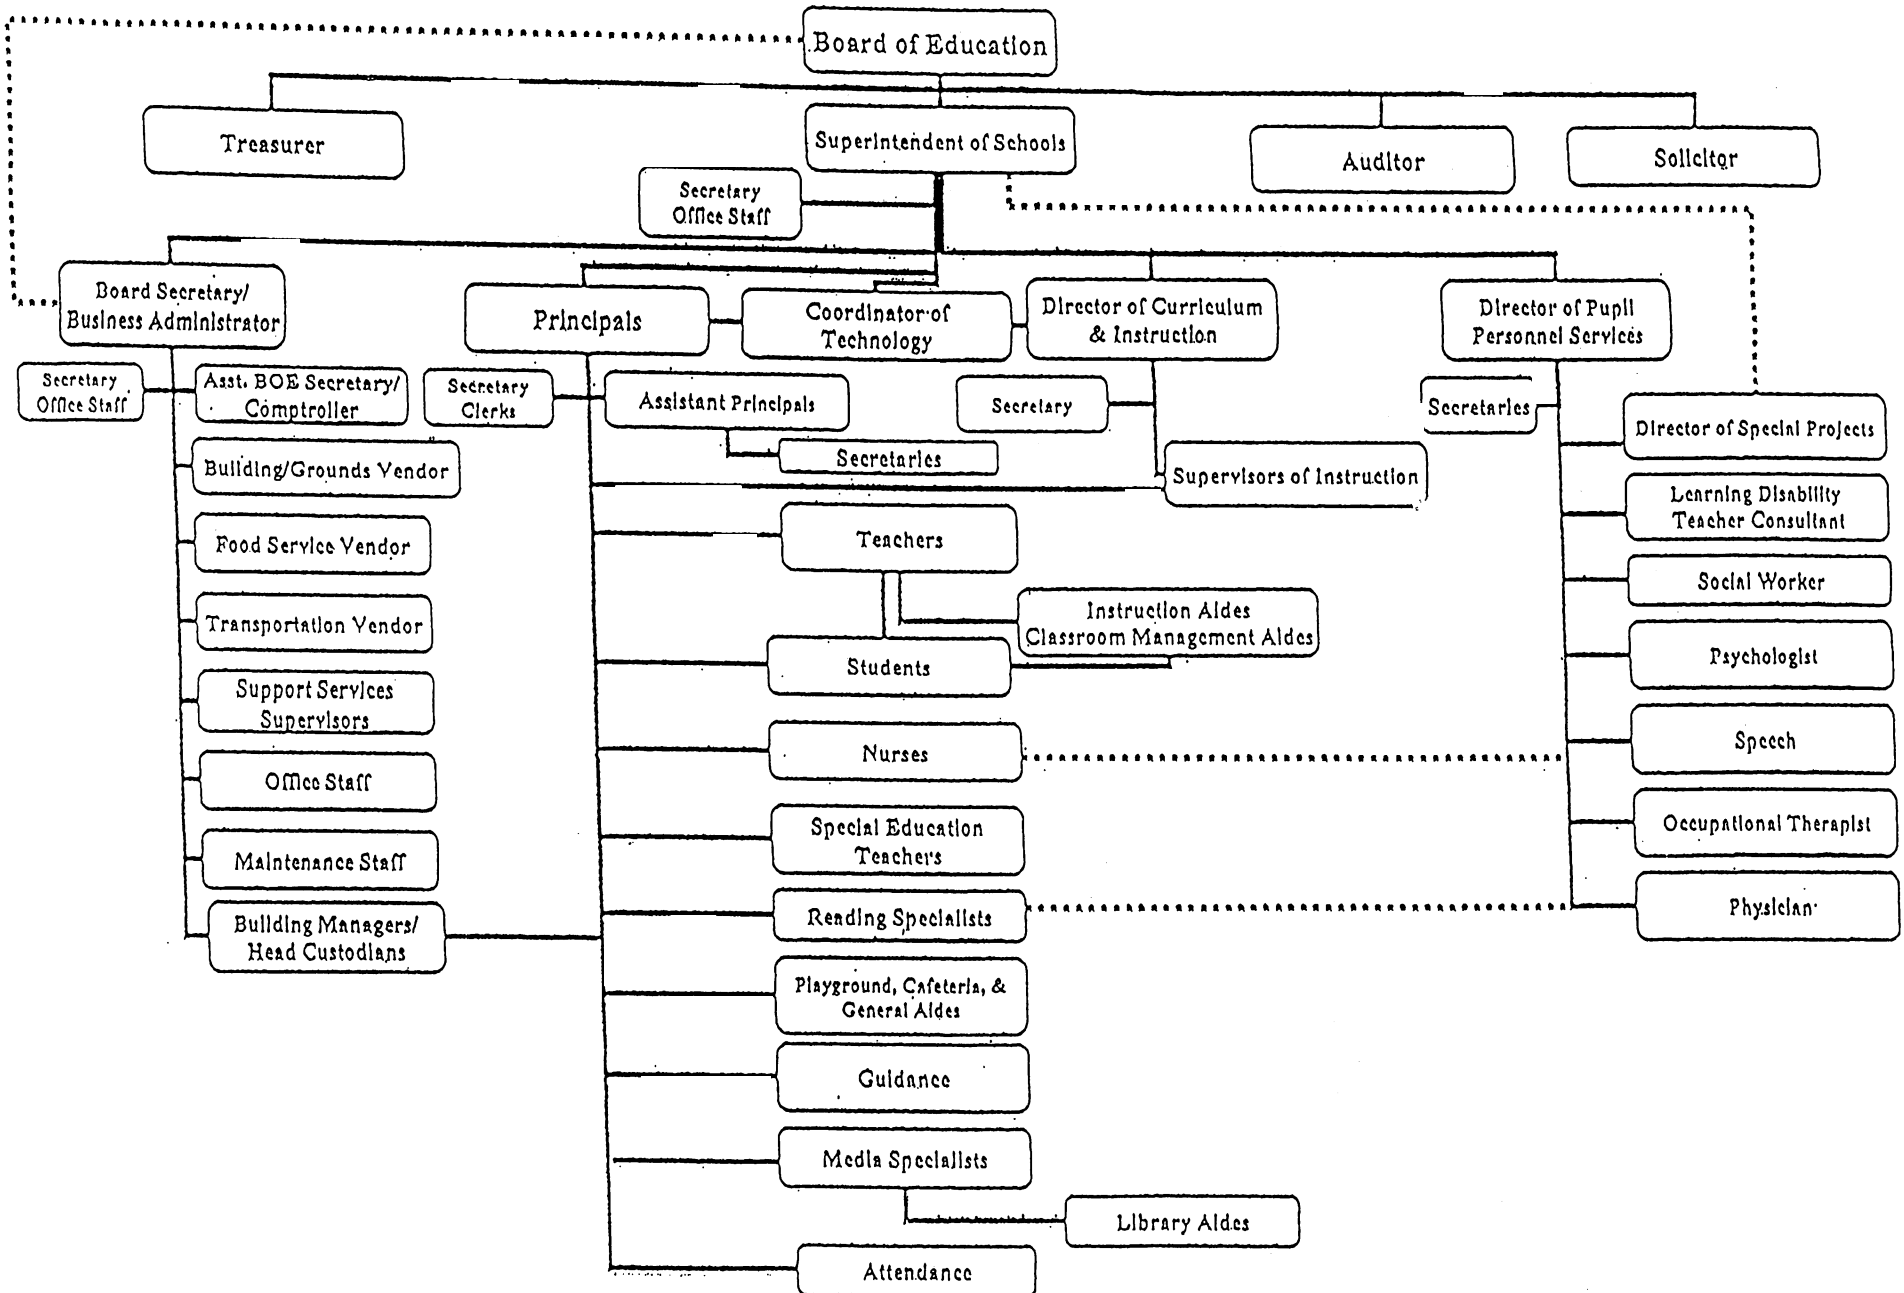 Board of Education
Treasurer
Superintendent of Schools
Auditor
Solicitor
Secretary
Office Staff
Board Secretary/
Business Administrator
Principals
Coordinator of
Technology
Director of Curriculum
& Instruction
Director of Pupil
Personnel Services
Secretary
Office Staff
Asst. BOE Secretary/
Comptroller
Secretary
Clerks
Assistant Principals
Secretary
Secretaries
Director of Special Projects
Secretaries
Building/Grounds Vendor
Supervisors of Instruction
Learning Disability
Teacher Consultant
Food Service Vendor
Teachers
Social Worker
Transportation Vendor
Instruction Aides
Classroom Management Aides
Students
Psychologist
Support Services
Supervisors
Nurses
Speech
Office Staff
Special Education
Teachers
Occupational Therapist
Maintenance Staff
Building Managers/
Head Custodians
Reading Specialists
Physician
Playground, Cafeteria, &
General Aides
Guidance
Media Specialists
Library Aides
Attendance